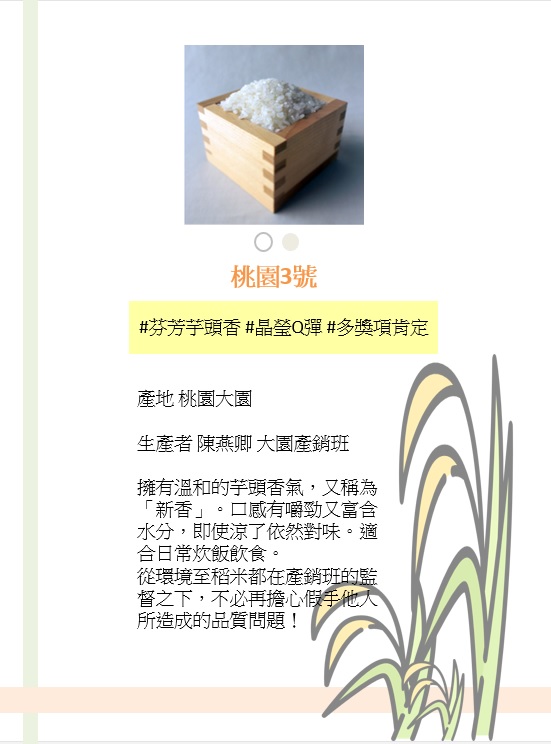 桃園3號
#芬芳芋頭香 #晶瑩Q彈 #多獎項肯定
產地 桃園大園
生產者 陳燕卿 大園產銷班
擁有溫和的芋頭香氣，又稱為
「新香」。口感有嚼勁又富含
水分，即使涼了依然對味。適
合日常炊飯飲食。
從環境至稻米都在產銷班的監
督之下，不必再擔心假手他人
所造成的品質問題！